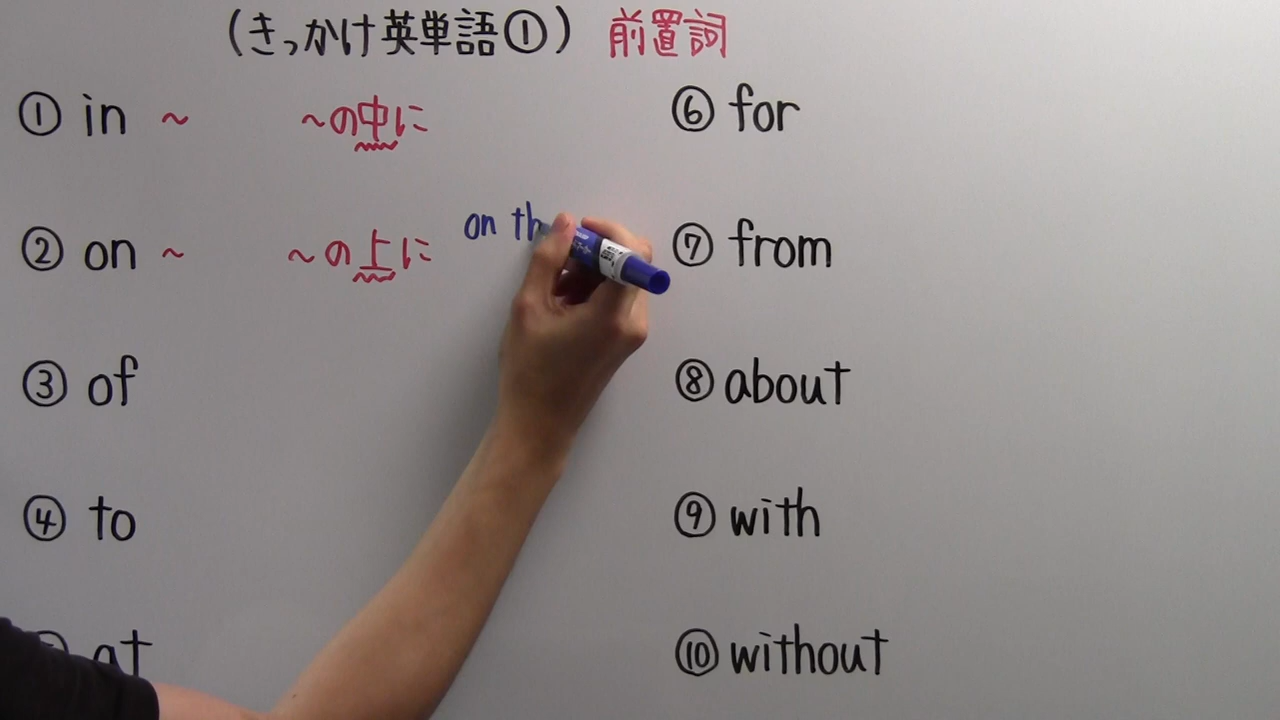 (きっかけ英単語①) 前置詞
① in ~ ~の中に
② on ~ ~の上に on th
③ of
④ to
at
⑥ for
⑦ from
⑧ about
⑨ with
⑩ without